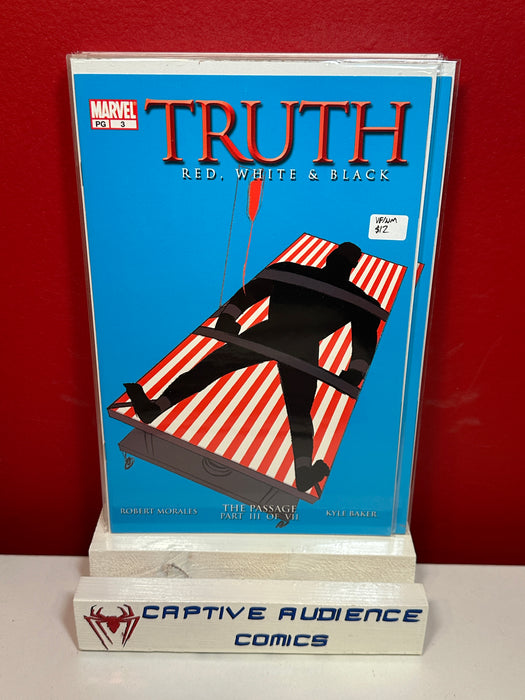 MARVEL
PG 3
TRUTH
RED, WHITE & BLACK
VF/NM
$12
ROBERT MORALES
THE PASSAGE
PART III OF VII
KYLE BAKER
CAPTIVE AUDIENCE
COMICS